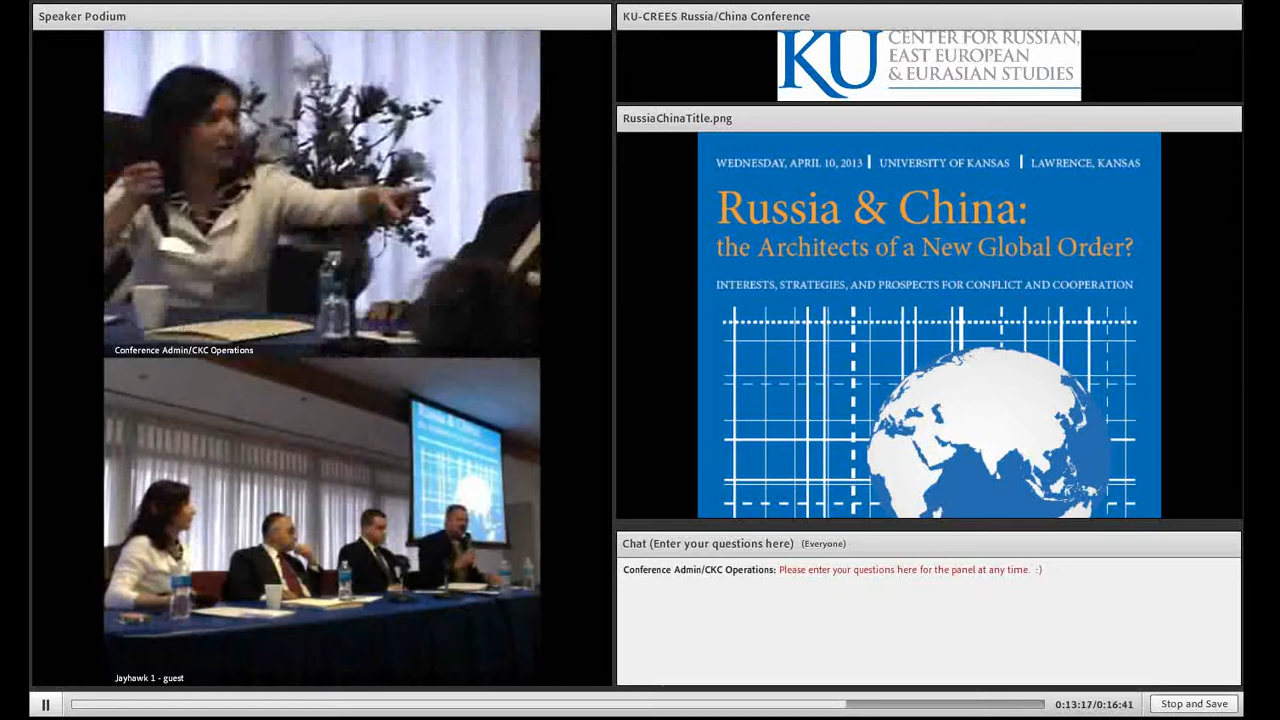 Speaker Podium
Conference Admin/CKC Operations
Russia & China:
Jayhawk 1 - guest
KU-CREES Russia/China Conference
KU CENTER FOR RUSSIAN,
EAST EUROPEAN
& EURASIAN STUDIES
RussiaChinaTitle.png
WEDNESDAY, APRIL 10, 2013 | UNIVERSITY OF KANSAS | LAWRENCE, KANSAS
Russia & China:
the Architects of a New Global Order?
INTERESTS, STRATEGIES, AND PROSPECTS FOR CONFLICT AND COOPERATION
Chat (Enter your questions here) (Everyone)
Conference Admin/CKC Operations: Please enter your questions here for the panel at any time. :)
0:13:17/0:16:41
Stop and Save